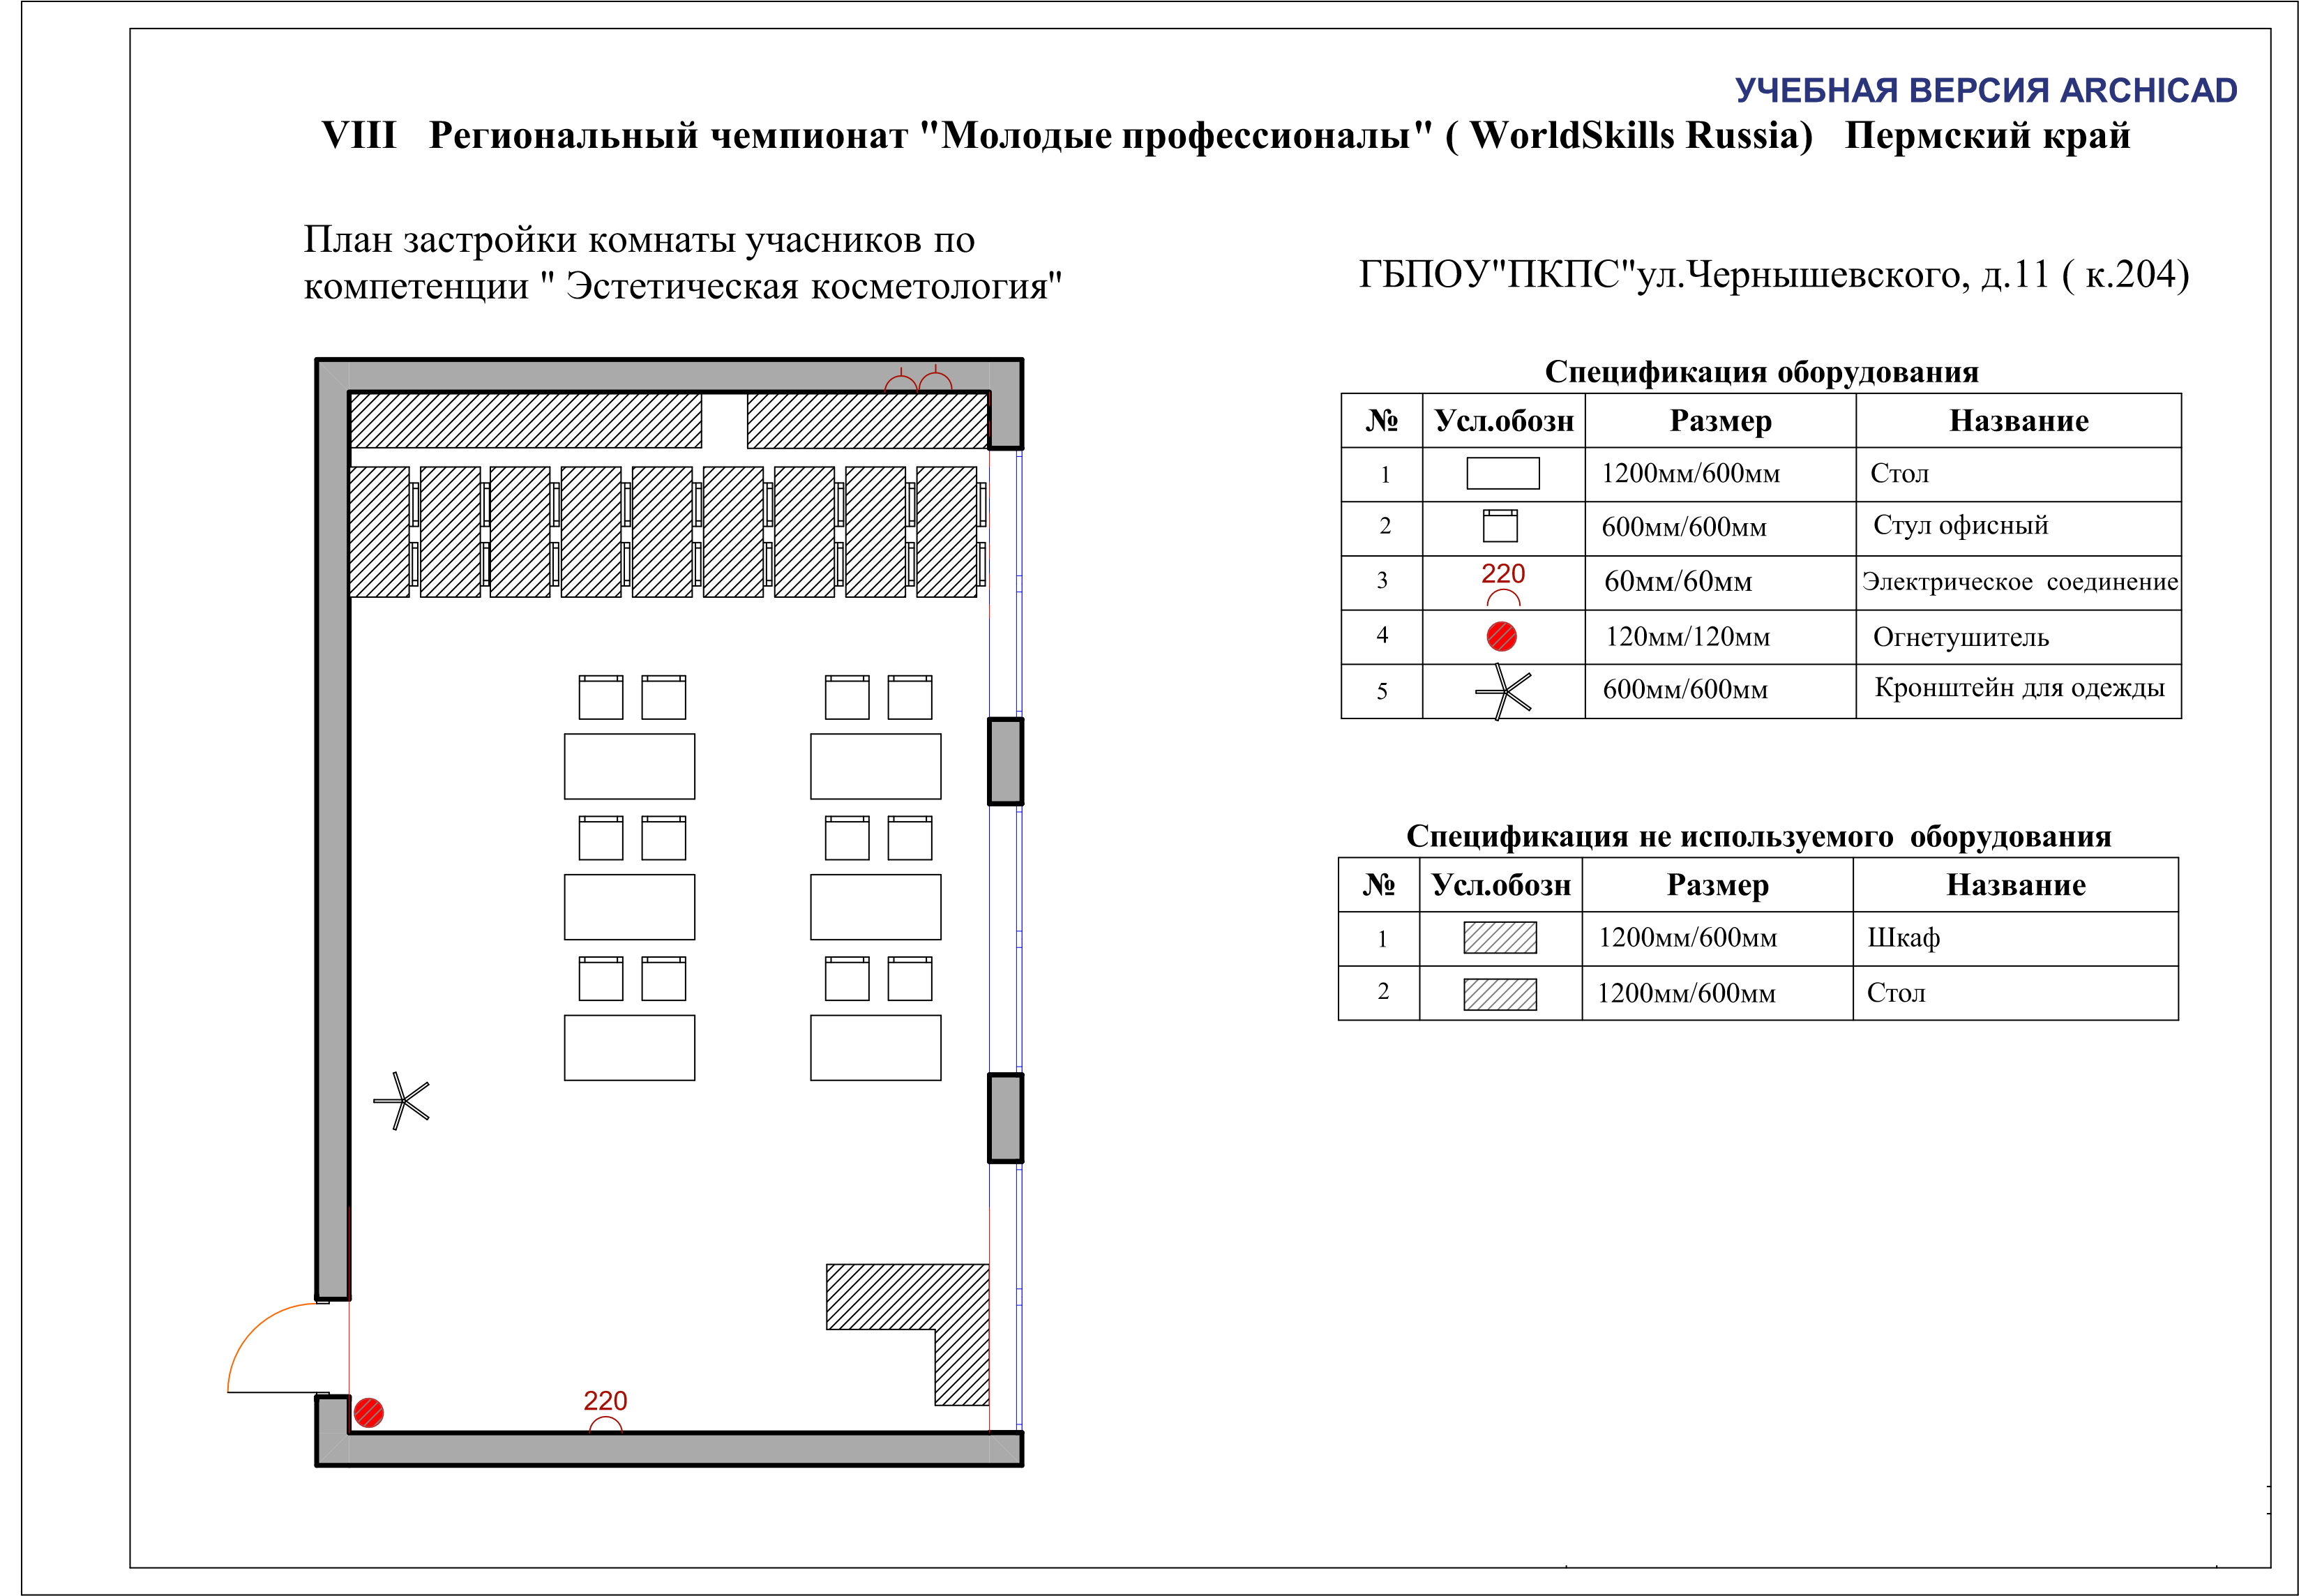 УЧЕБНАЯ ВЕРСИЯ ARCHICAD
VIII Региональный чемпионат "Молодые профессионалы" ( WorldSkills Russia) Пермский край
План застройки комнаты учасников по
компетенции " Эстетическая косметология"
ГБПОУ"ПКПС"ул.Чернышевского, д.11 ( к.204)
Спецификация оборудования
№ Усл.обозн Размер Название
1 1200мм/600мм Стол
2 600мм/600мм Стул офисный
3 220 60мм/60мм Электрическое соединение
4 120мм/120мм Огнетушитель
5 600мм/600мм Кронштейн для одежды
Спецификация не используемого оборудования
№ Усл.обозн Размер Название
1 1200мм/600мм Шкаф
2 1200мм/600мм Стол
220